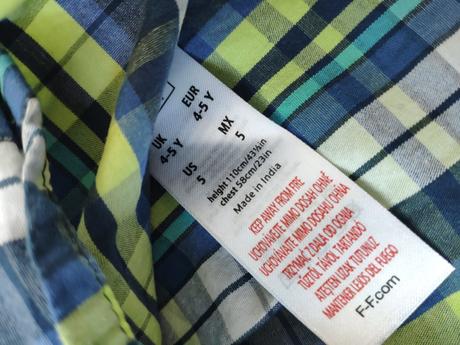 UK EUR
4-5 Y 4-5 Y
US MX
5 5
height 110cm/43½in
chest 58cm/23in
Made in India
KEEP AWAY FROM FIRE
UCHOVÁVEJTE MIMO DOSAH OHNĚ
UCHOVÁVAJTE MIMO DOSAHU OHŇA
TRZYMAĆ Z DALA OD OGNIA
TŰZTŐL TÁVOL TARTANDÓ
ATEŞTEN UZAK TUTUNUZ
MANTENER LEJOS DEL FUEGO
F-F.com